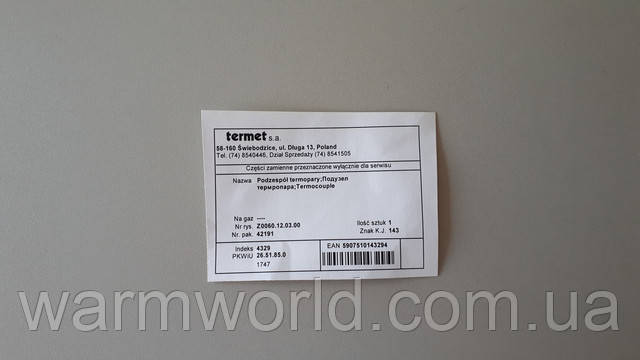 termet s.a.
58-160 Świebodzice, ul. Długa 13, Poland
Tel. (74) 8540446, Dział Sprzedaży (74) 8541505
Części zamienne przeznaczone wyłącznie dla serwisu
Nazwa Podzespół termopary;Подузел
термропара;Termocouple
Na gaz ----
Nr rys. Z0060.12.03.00 Ilość sztuk 1
Nr. pak. 42191 Znak K.J. 143
Indeks 4329 EAN 5907510143294
PKWiU 26.51.85.0
1747
warmworld.com.ua